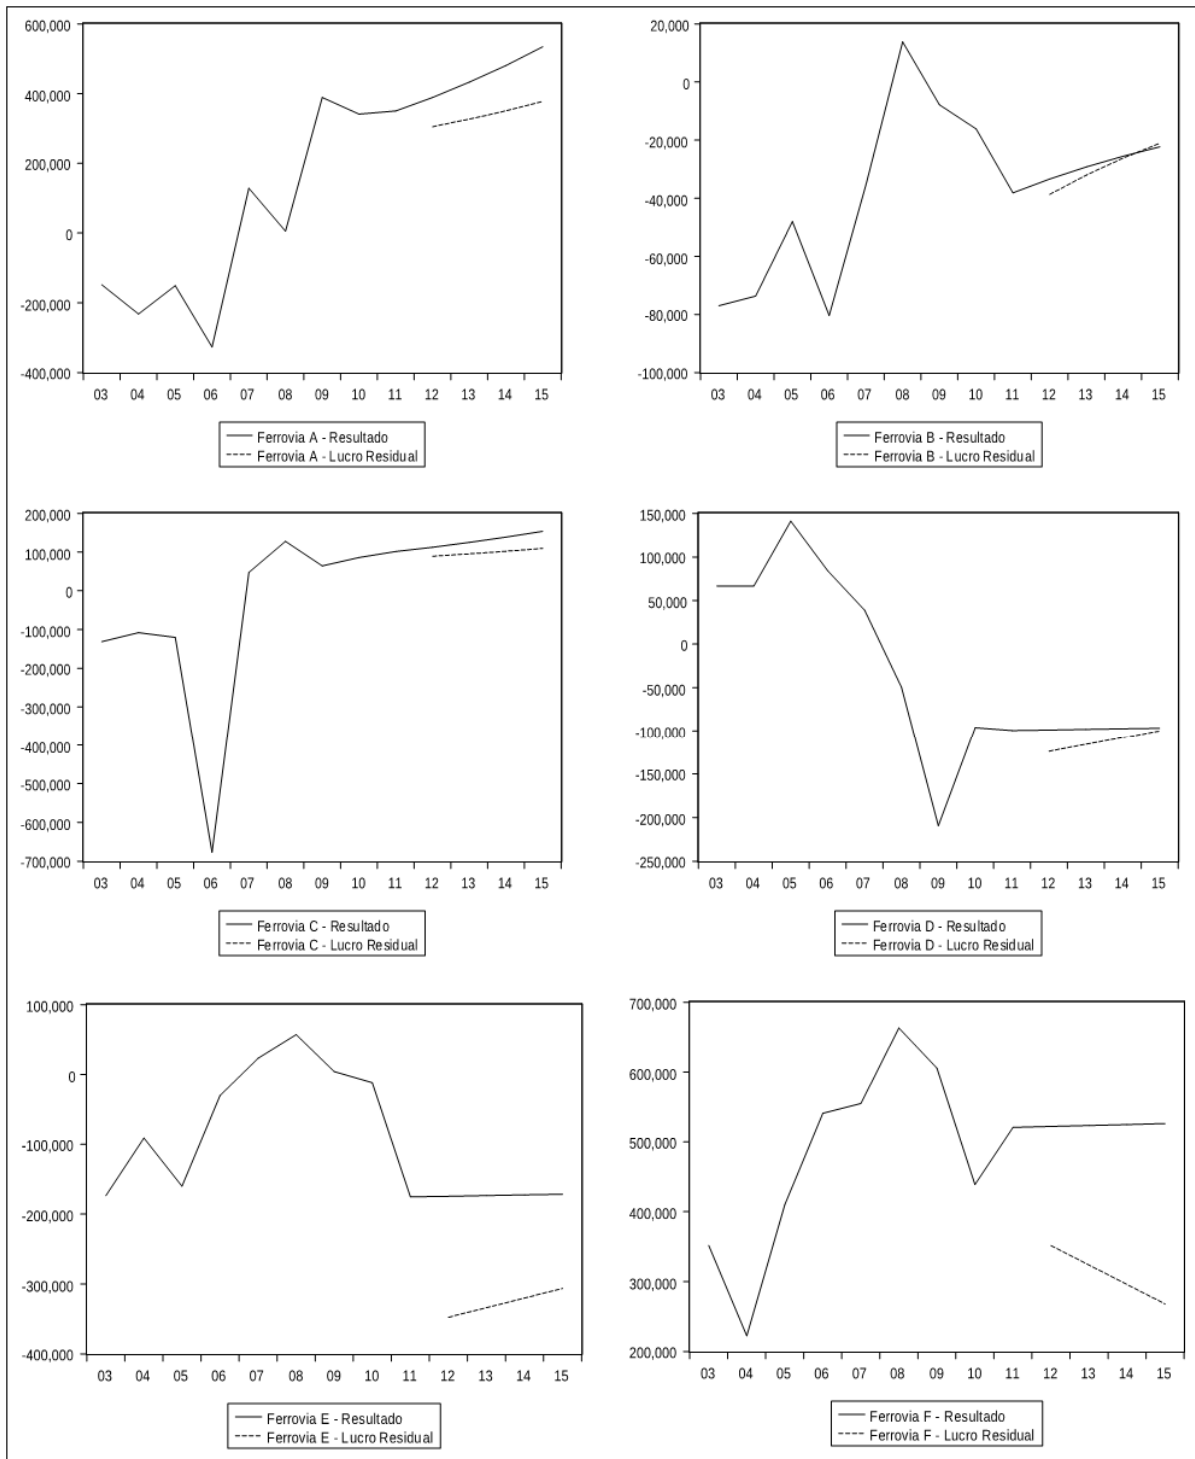 600,000
400,000
200,000
0
-200,000
-400,000
03 04 05 06 07 08 09 10 11 12 13 14 15
Ferrovia A - Resultado
Ferrovia A - Lucro Residual
20,000
0
-20,000
-40,000
-60,000
-80,000
-100,000
03 04 05 06 07 08 09 10 11 12 13 14 15
Ferrovia B - Resultado
Ferrovia B - Lucro Residual
200,000
100,000
0
-100,000
-200,000
-300,000
-400,000
-500,000
-600,000
-700,000
03 04 05 06 07 08 09 10 11 12 13 14 15
Ferrovia C - Resultado
Ferrovia C - Lucro Residual
150,000
100,000
50,000
0
-50,000
-100,000
-150,000
-200,000
-250,000
03 04 05 06 07 08 09 10 11 12 13 14 15
Ferrovia D - Resultado
Ferrovia D - Lucro Residual
100,000
0
-100,000
-200,000
-300,000
-400,000
03 04 05 06 07 08 09 10 11 12 13 14 15
Ferrovia E - Resultado
Ferrovia E - Lucro Residual
700,000
600,000
500,000
400,000
300,000
200,000
03 04 05 06 07 08 09 10 11 12 13 14 15
Ferrovia F - Resultado
Ferrovia F - Lucro Residual